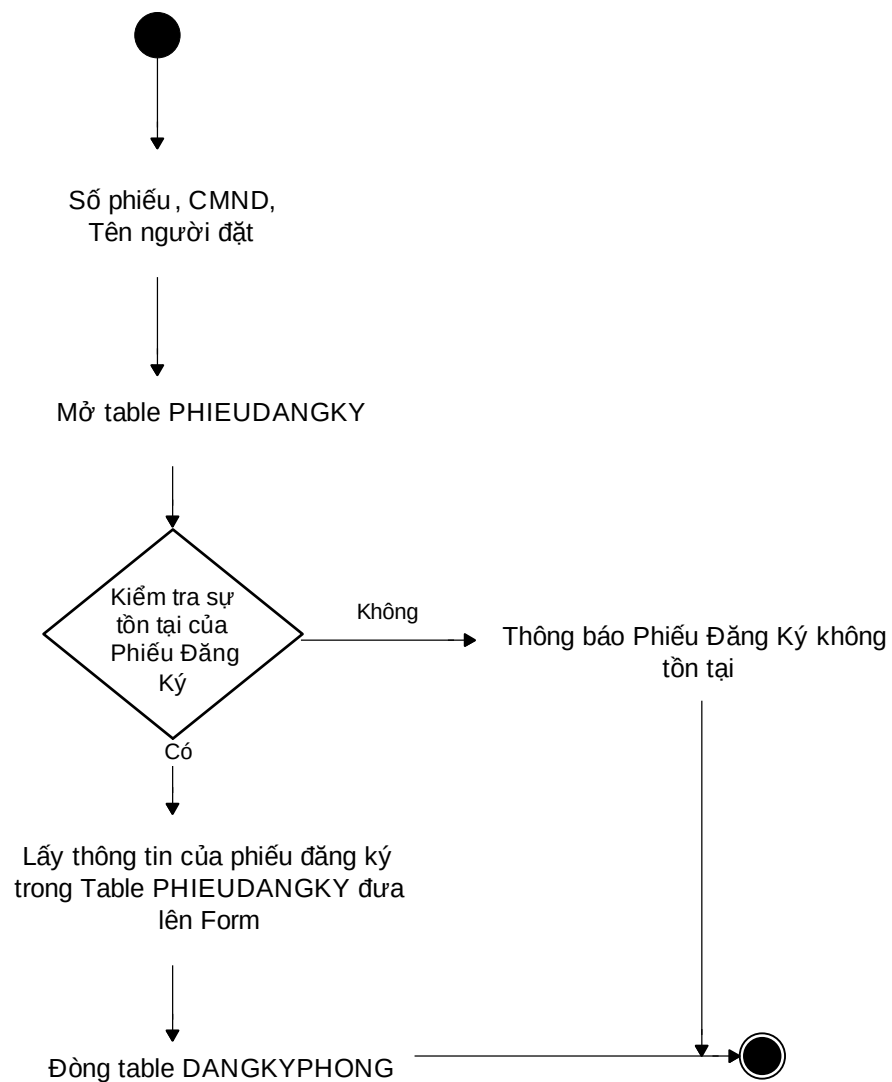 Số phiếu, CMND,
Tên người đặt
Mở table PHIEUDANGKY
Kiểm tra sự
tồn tại của
Phiếu Đăng
Ký
Không
Thông báo Phiếu Đăng Ký không
tồn tại
Có
Lấy thông tin của phiếu đăng ký
trong Table PHIEUDANGKY đưa
lên Form
Đòng table DANGKYPHONG